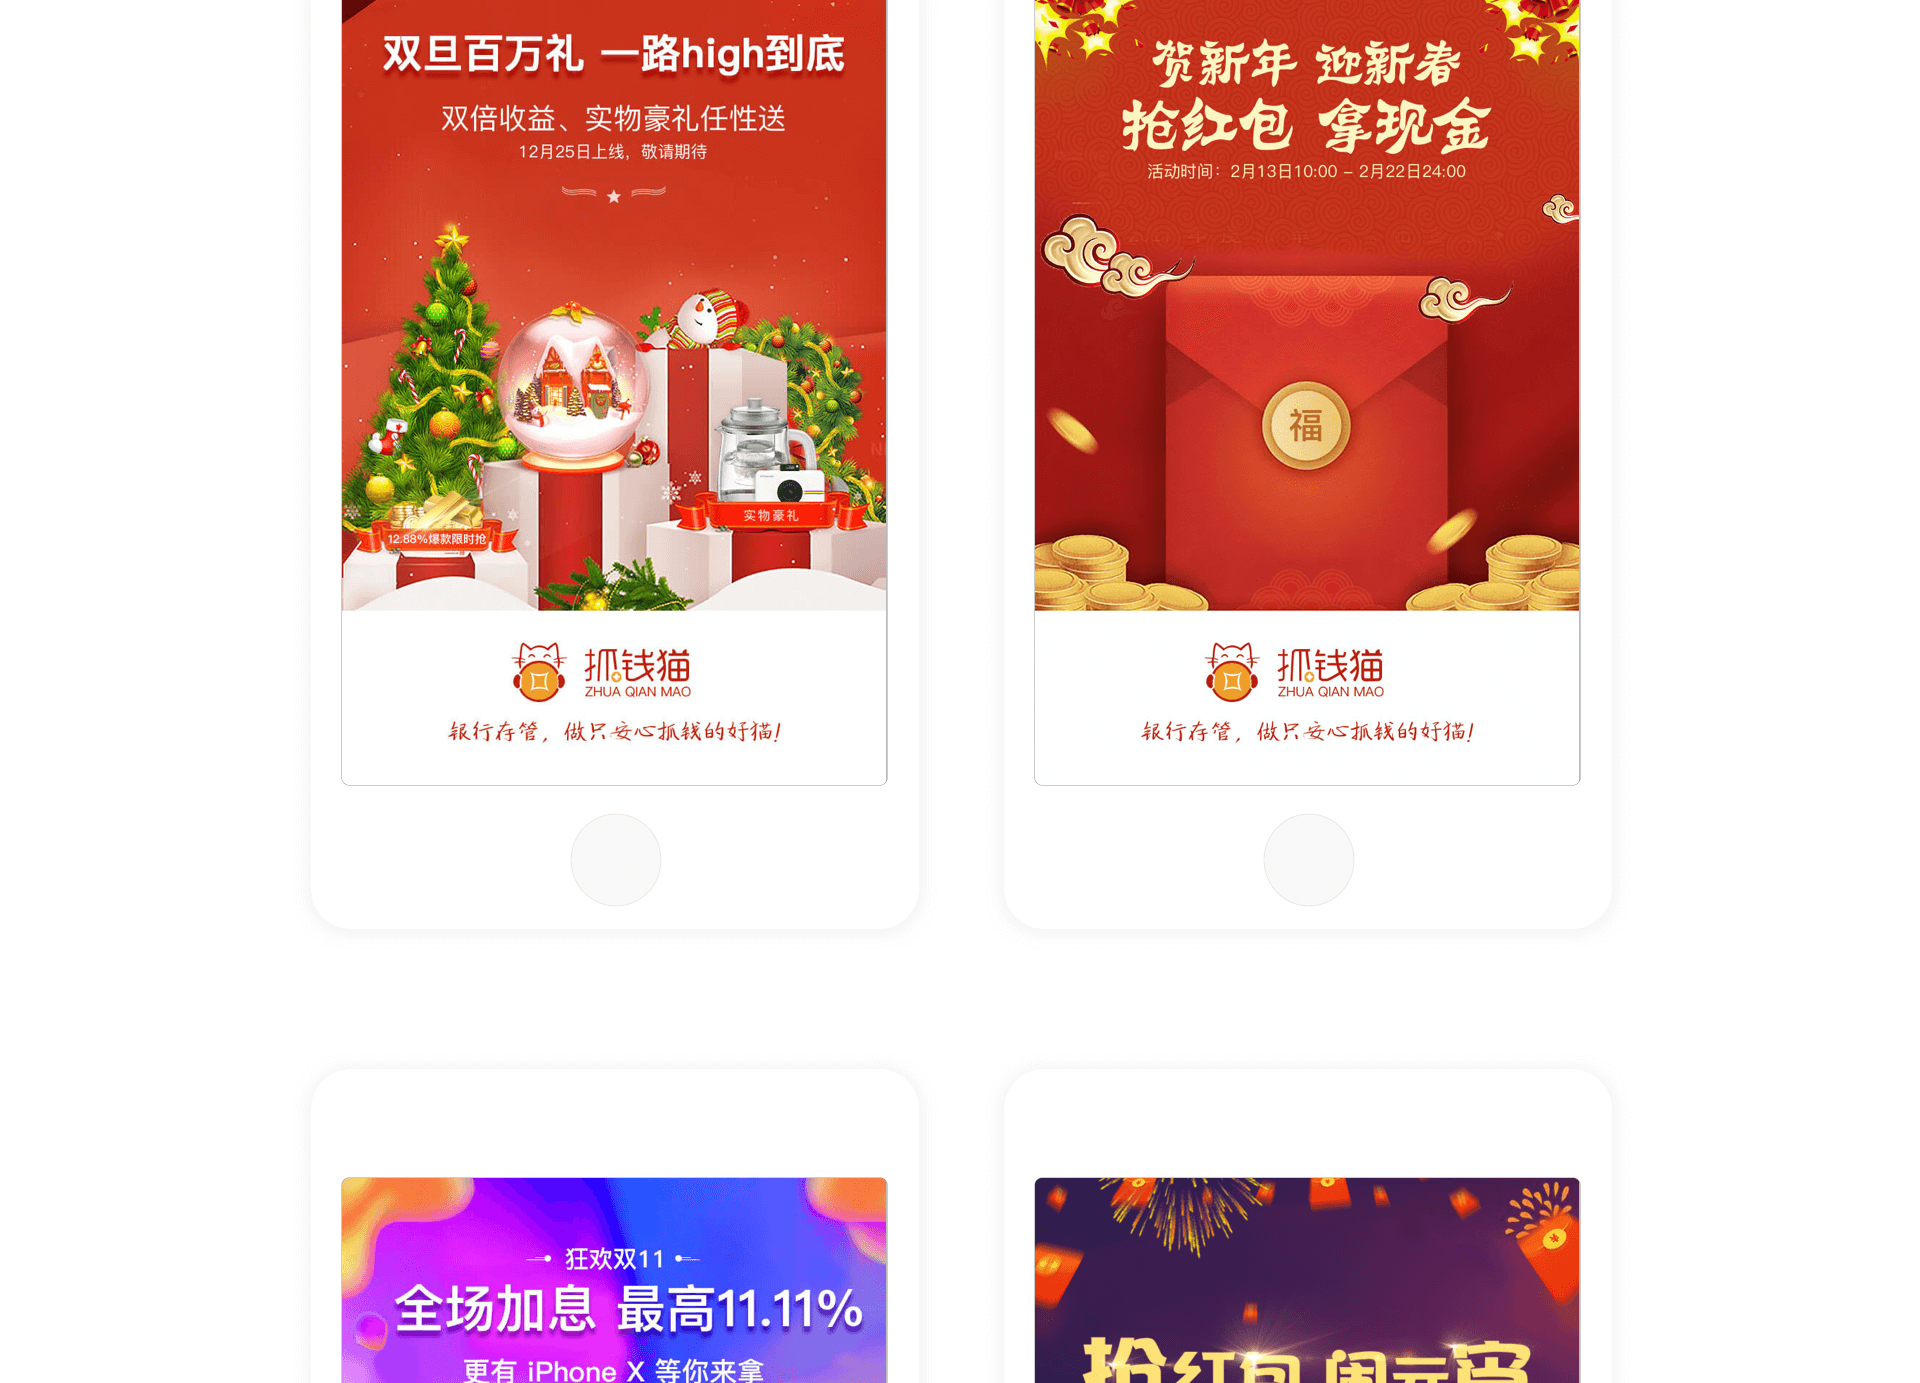 双旦百万礼 一路high到底
双倍收益、实物豪礼任性送
12月25日上线，敬请期待
12.88%爆款限时抢
实物豪礼
抓钱猫
ZHUA QIAN MAO
银行存管，做只安心抓钱的好猫！
贺新年 迎新春
抢红包 拿现金
活动时间：2月13日10:00 – 2月22日24:00
福
抓钱猫
ZHUA QIAN MAO
银行存管，做只安心抓钱的好猫！
狂欢双11
全场加息 最高11.11%
更有 iPhone X 等你来拿
抢红包 闹元宵